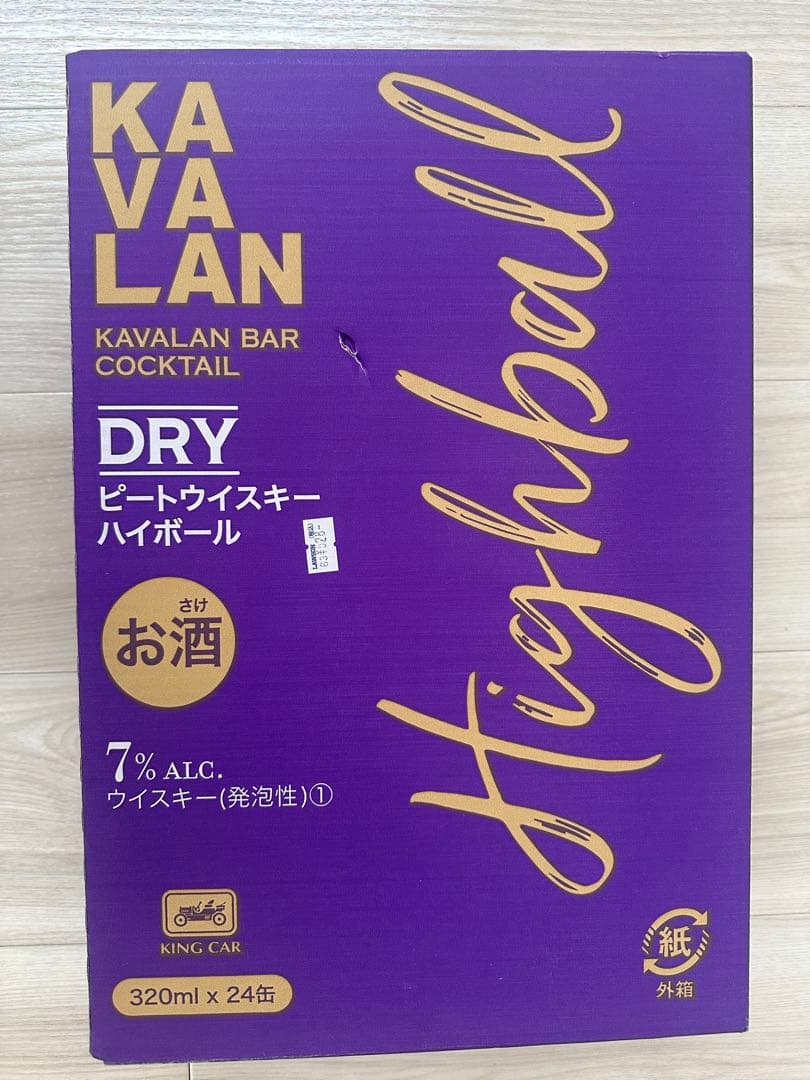 KA
VA
LAN
KAVALAN BAR
COCKTAIL
DRY
ピートウイスキー
ハイボール
LAWSON
さけ
お酒
7% ALC.
ウイスキー(発泡性)①
KING CAR
320ml x 24缶
Highball
紙
外箱